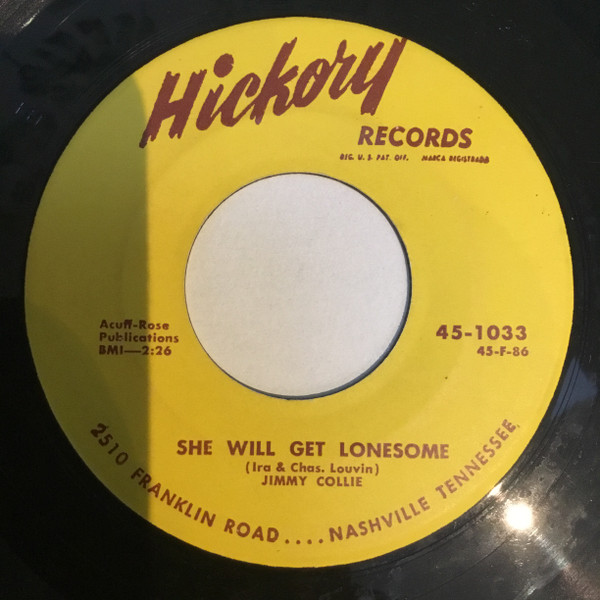 Hickory
RECORDS
REG. U. S. PAT. OFF. MARCA REGISTRADA
Acuff-Rose
Publications
BMI—2:26
45-1033
45-F-86
SHE WILL GET LONESOME
(Ira & Chas. Louvin)
JIMMY COLLIE
2510 FRANKLIN ROAD....NASHVILLE TENNESSEE